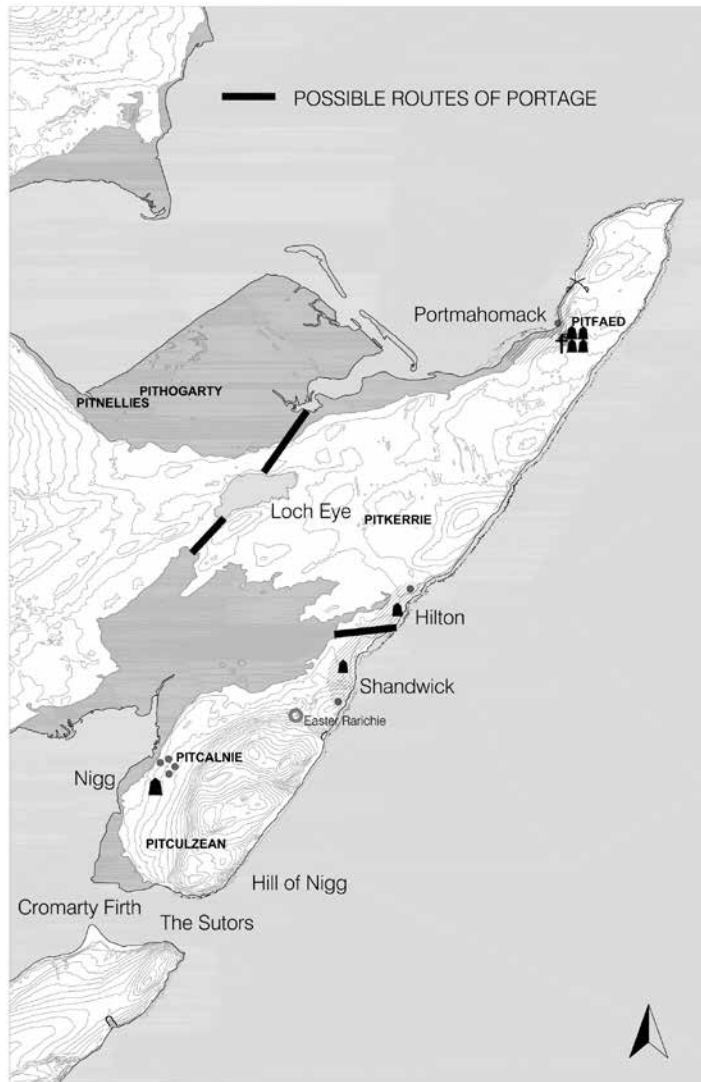 POSSIBLE ROUTES OF PORTAGE
Portmahomack
PITFAED
PITHOGARTY
PITNELLIES
Loch Eye
PITKERRIE
Hilton
Shandwick
Easter Rarichie
PITCALNIE
Nigg
PITCULZEAN
Hill of Nigg
Cromarty Firth
The Sutors